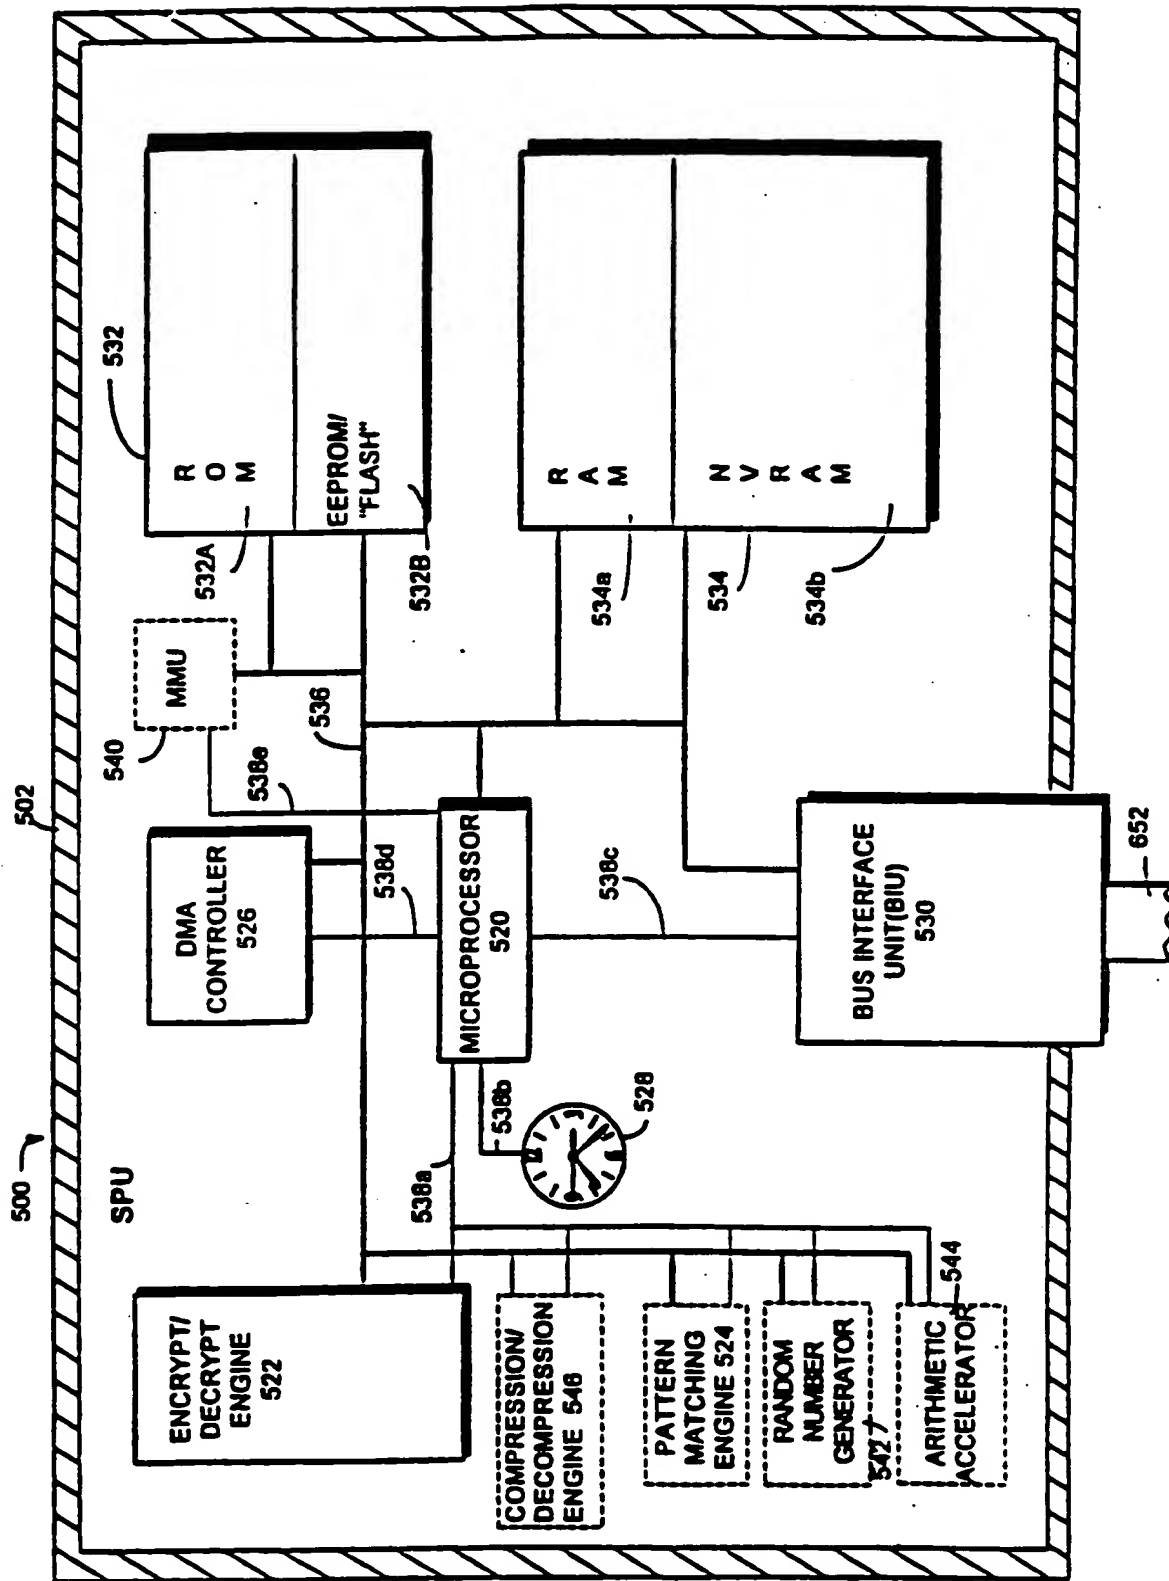 500
502
SPU
ENCRYPT/
DECRYPT
ENGINE
522
DMA
CONTROLLER
526
540
MMU
532
R
O
M
532A
EEPROM/
"FLASH"
532B
536
538e
538d
MICROPROCESSOR
520
538a
538b
528
538c
R
A
M
534a
N
V
R
A
M
534
534b
COMPRESSION/
DECOMPRESSION
ENGINE 546
PATTERN
MATCHING
ENGINE 524
RANDOM
NUMBER
GENERATOR
542
ARITHMETIC
ACCELERATOR
544
BUS INTERFACE
UNIT(BIU)
530
652